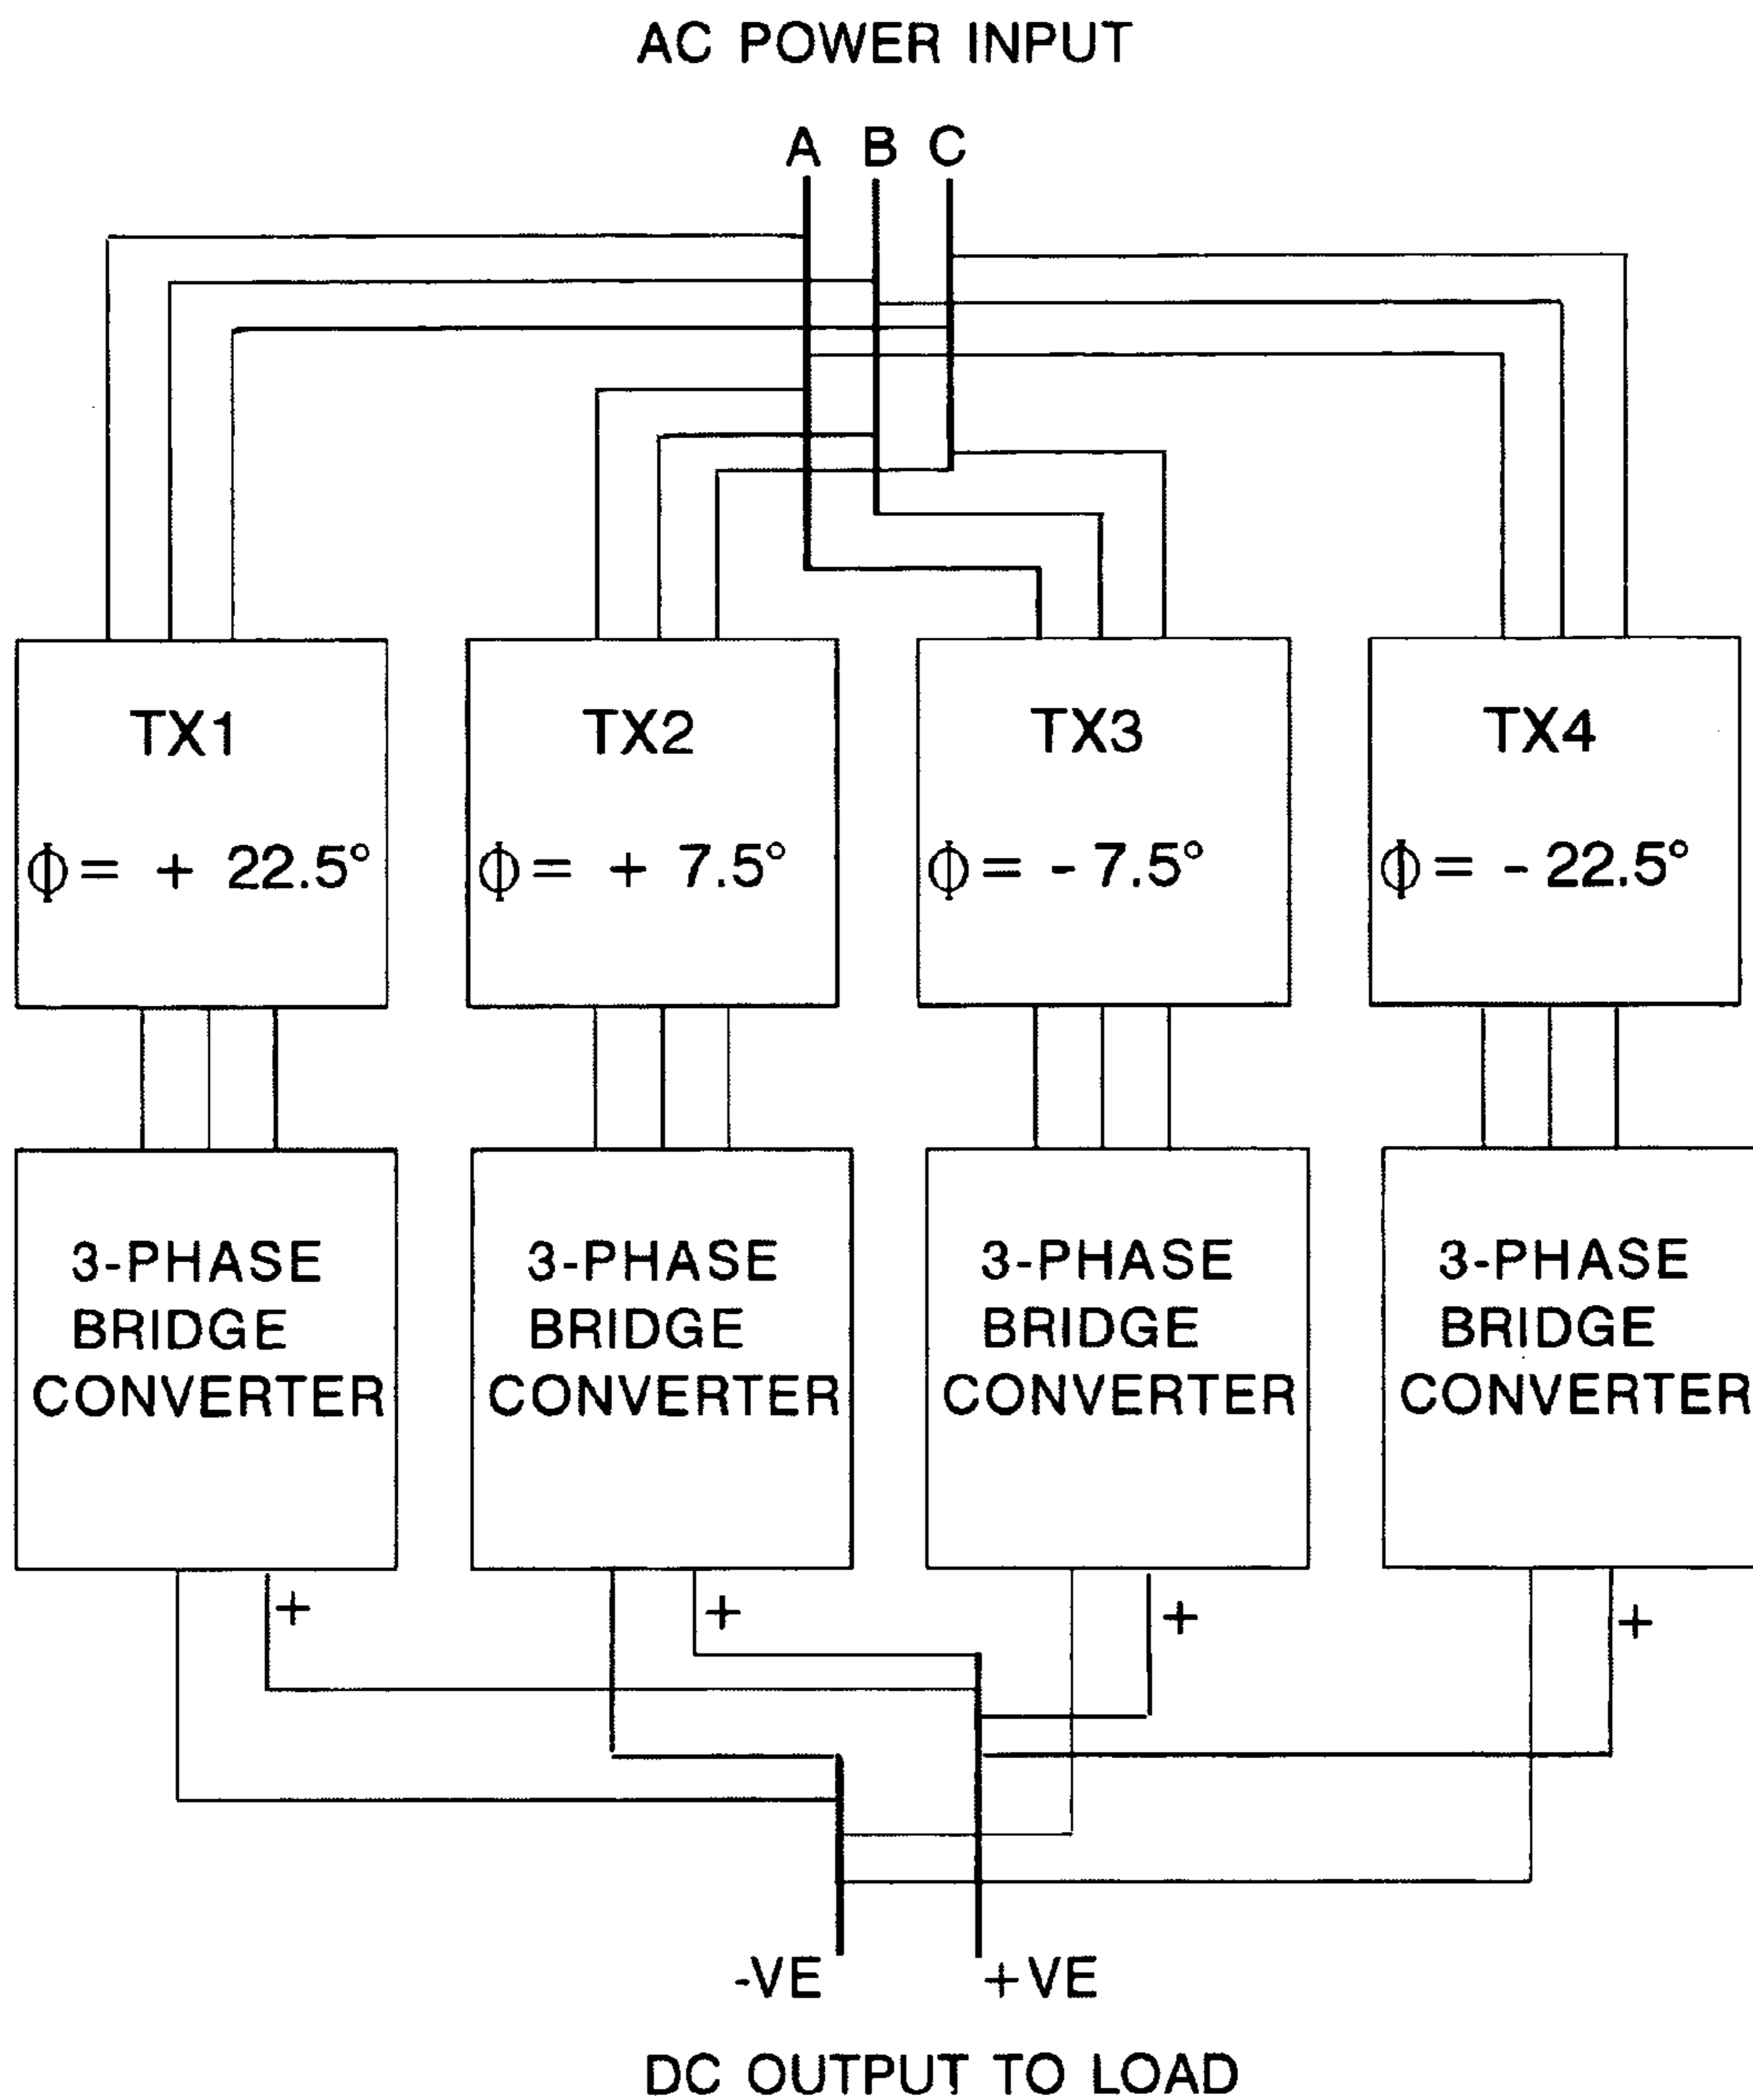 AC POWER INPUT
A B C
TX1
Φ = + 22.5°
TX2
Φ = + 7.5°
TX3
Φ = - 7.5°
TX4
Φ = - 22.5°
3-PHASE
BRIDGE
CONVERTER
3-PHASE
BRIDGE
CONVERTER
3-PHASE
BRIDGE
CONVERTER
3-PHASE
BRIDGE
CONVERTER
+
+
+
+
-VE
+VE
DC OUTPUT TO LOAD